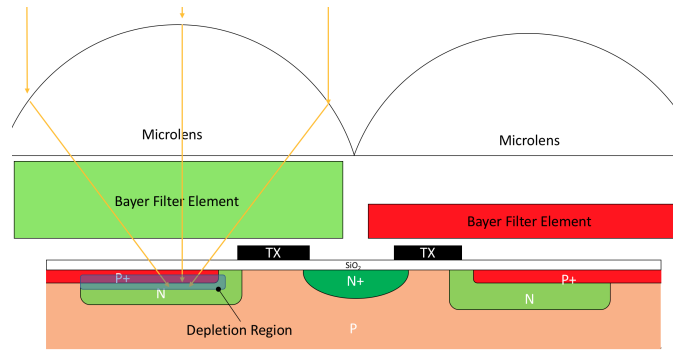 Microlens
Microlens
Bayer Filter Element
Bayer Filter Element
TX
TX
SiO₂
P+
N+
P+
N
N
Depletion Region
P